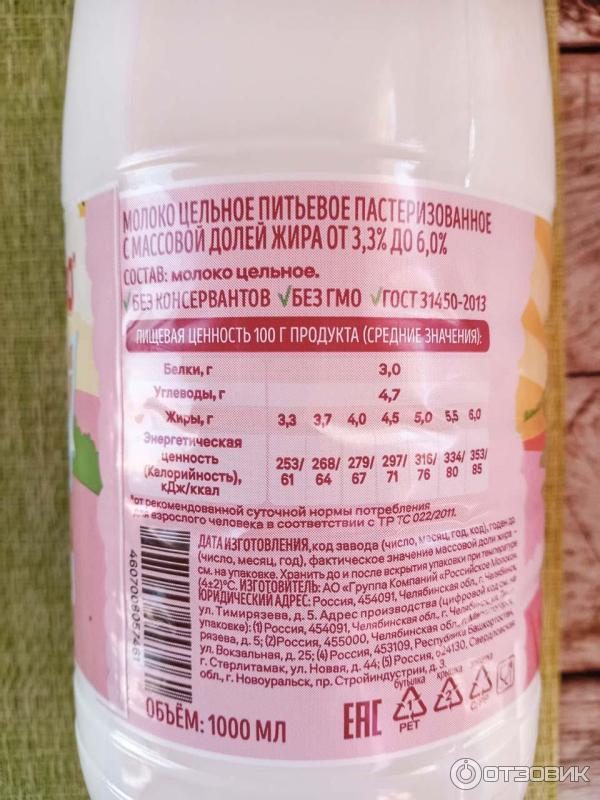 МОЛОКО ЦЕЛЬНОЕ ПИТЬЕВОЕ ПАСТЕРИЗОВАННОЕ
С МАССОВОЙ ДОЛЕЙ ЖИРА ОТ 3,3% ДО 6,0%
СОСТАВ: МОЛОКО ЦЕЛЬНОЕ.
√БЕЗ КОНСЕРВАНТОВ √БЕЗ ГМО √ГОСТ 31450-2013
ПИЩЕВАЯ ЦЕННОСТЬ 100 Г ПРОДУКТА (СРЕДНИЕ ЗНАЧЕНИЯ):
Белки, г 3,0
Углеводы, г 4,7
Жиры, г 3,3 3,7 4,0 4,5 5,0 5,5 6,0
Энергетическая
ценность
(Калорийность),
кДж/ккал
253/ 268/ 279/ 297/ 316/ 334/ 353/
61 64 67 71 76 80 85
*от рекомендованной суточной нормы потребления
для взрослого человека в соответствии с ТР ТС 022/2011.
ДАТА ИЗГОТОВЛЕНИЯ, код завода (число, месяц, год, код), годен до
(число, месяц, год), фактическое значение массовой доли жира –
см. на упаковке. Хранить до и после вскрытия упаковки при температуре
(4±2)°С. ИЗГОТОВИТЕЛЬ: АО «Группа Компаний «Российское Молоко»,
ЮРИДИЧЕСКИЙ АДРЕС: Россия, 454091, Челябинская обл., г. Челябинск,
ул. Тимирязева, д. 5. Адрес производства (цифровой код см. на
упаковке): (1) Россия, 454091, Челябинская обл., г. Челябинск,
рязева, д. 5; (2) Россия, 455000, Челябинская обл.,
ул. Вокзальная, д. 25; (4) Россия, 453109, Республика Башкортостан,
г. Стерлитамак, ул. Новая, д. 44; (5) Россия, 624130, Свердловская
обл., г. Новоуральск, пр. Стройиндустрии, д. 3.
4607008057461
ОБЪЁМ: 1000 МЛ
EAC
бутылка
крышка
1
PET
2
ОТЗОВИК